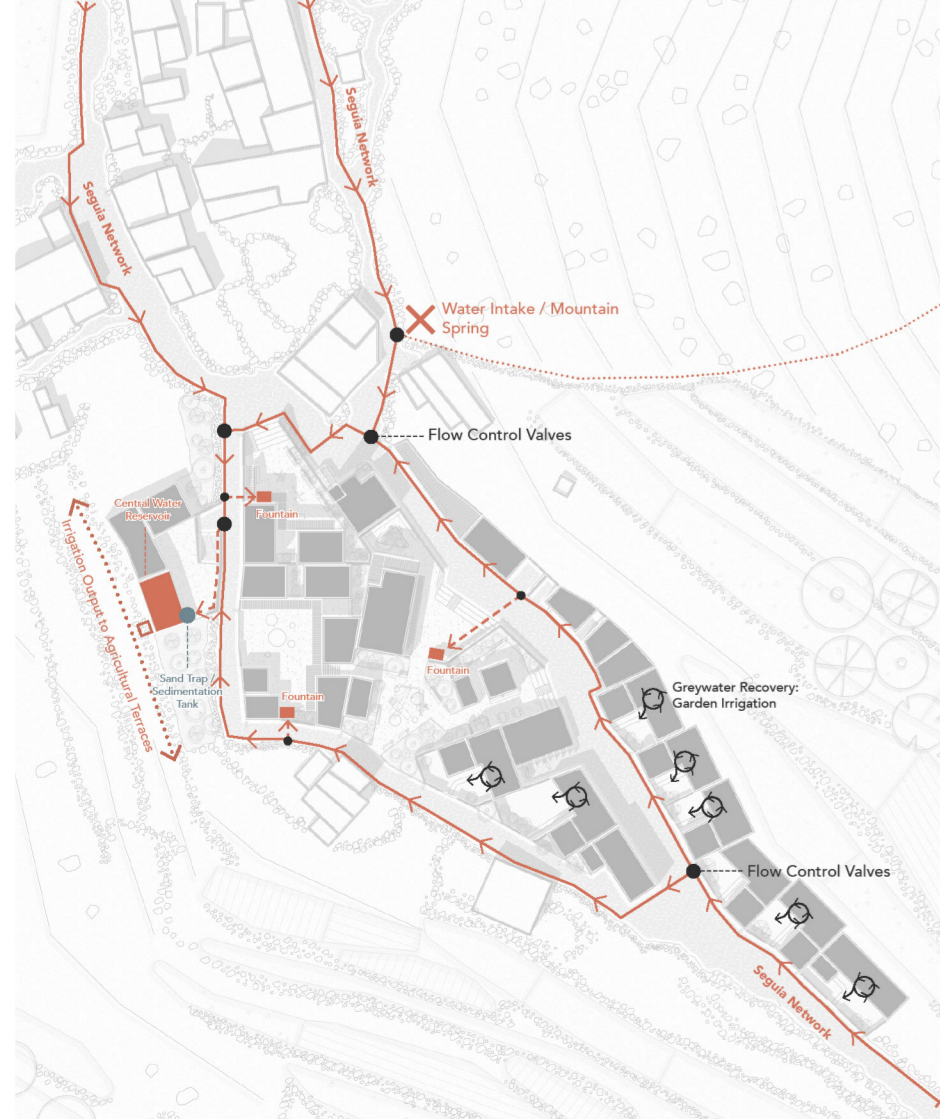 Seguia Network
Seguia Network
Water Intake / Mountain
Spring
Flow Control Valves
Central Water
Reservoir
Fountain
Irrigation Output to Agricultural Terraces
Fountain
Sand Trap /
Sedimentation
Tank
Fountain
Greywater Recovery:
Garden Irrigation
Flow Control Valves
Seguia Network